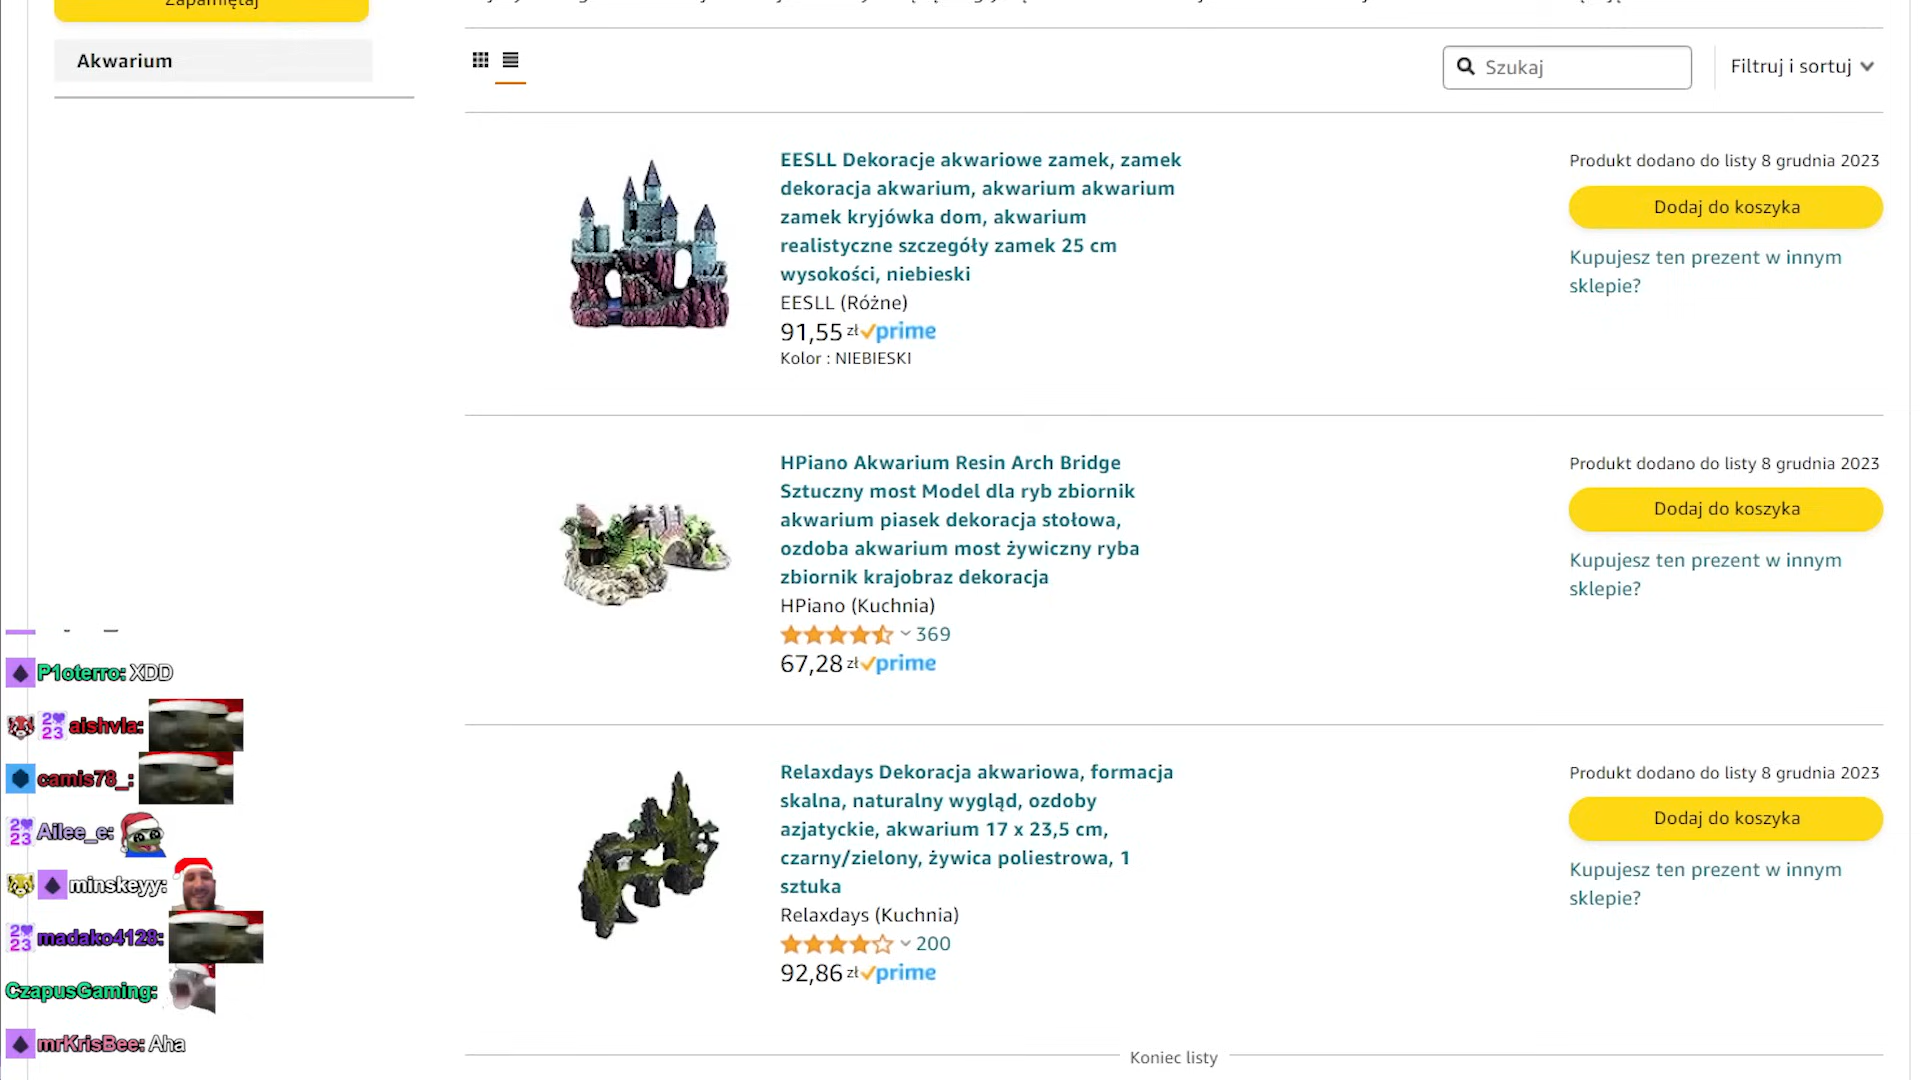 Zapamiętaj
Akwarium
Szukaj
Filtruj i sortuj
EESLL Dekoracje akwariowe zamek, zamek
dekoracja akwarium, akwarium akwarium
zamek kryjówka dom, akwarium
realistyczne szczegóły zamek 25 cm
wysokości, niebieski
EESLL (Różne)
91,55 zł prime
Kolor : NIEBIESKI
Produkt dodano do listy 8 grudnia 2023
Dodaj do koszyka
Kupujesz ten prezent w innym
sklepie?
HPiano Akwarium Resin Arch Bridge
Sztuczny most Model dla ryb zbiornik
akwarium piasek dekoracja stołowa,
ozdoba akwarium most żywiczny ryba
zbiornik krajobraz dekoracja
HPiano (Kuchnia)
369
67,28 zł prime
Produkt dodano do listy 8 grudnia 2023
Dodaj do koszyka
Kupujesz ten prezent w innym
sklepie?
Relaxdays Dekoracja akwariowa, formacja
skalna, naturalny wygląd, ozdoby
azjatyckie, akwarium 17 x 23,5 cm,
czarny/zielony, żywica poliestrowa, 1
sztuka
Relaxdays (Kuchnia)
200
92,86 zł prime
Produkt dodano do listy 8 grudnia 2023
Dodaj do koszyka
Kupujesz ten prezent w innym
sklepie?
Koniec listy
P1oterro: XDD
2023 aishvia:
camis78_:
2023 Ailee_e:
minskeyy:
2023 madako4128:
CzapusGaming:
mrKrisBee: Aha